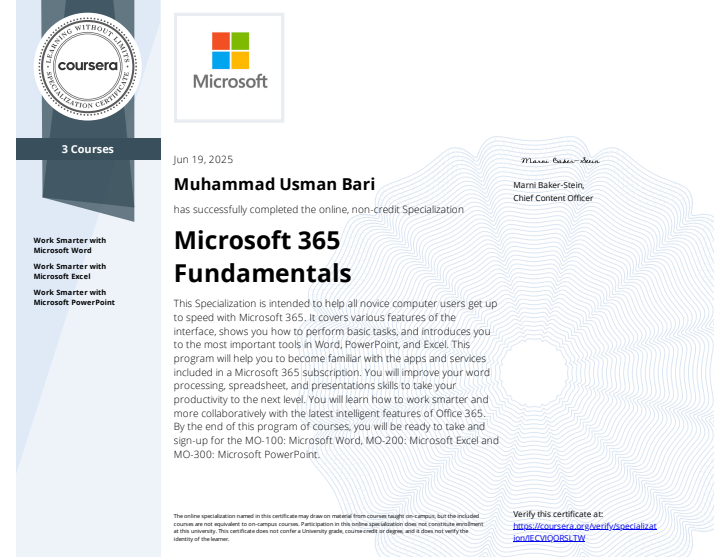 LEARNING WITHOUT LIMITS
coursera
SPECIALIZATION CERTIFICATE
3 Courses
Work Smarter with
Microsoft Word
Work Smarter with
Microsoft Excel
Work Smarter with
Microsoft PowerPoint
Microsoft
Jun 19, 2025
Muhammad Usman Bari
has successfully completed the online, non-credit Specialization
Microsoft 365
Fundamentals
This Specialization is intended to help all novice computer users get up
to speed with Microsoft 365. It covers various features of the
interface, shows you how to perform basic tasks, and introduces you
to the most important tools in Word, PowerPoint, and Excel. This
program will help you to become familiar with the apps and services
included in a Microsoft 365 subscription. You will improve your word
processing, spreadsheet, and presentations skills to take your
productivity to the next level. You will learn how to work smarter and
more collaboratively with the latest intelligent features of Office 365.
By the end of this program of courses, you will be ready to take and
sign-up for the MO-100: Microsoft Word, MO-200: Microsoft Excel and
MO-300: Microsoft PowerPoint.
Marni Baker-Stein
Marni Baker-Stein,
Chief Content Officer
The online specialization named in this certificate may draw on material from courses taught on-campus, but the included
courses are not equivalent to on-campus courses. Participation in this online specialization does not constitute enrollment
at this university. This certificate does not confer a University grade, course credit or degree, and it does not verify the
identity of the learner.
Verify this certificate at:
https://coursera.org/verify/specializat
ion/IECVIQQRSLTW